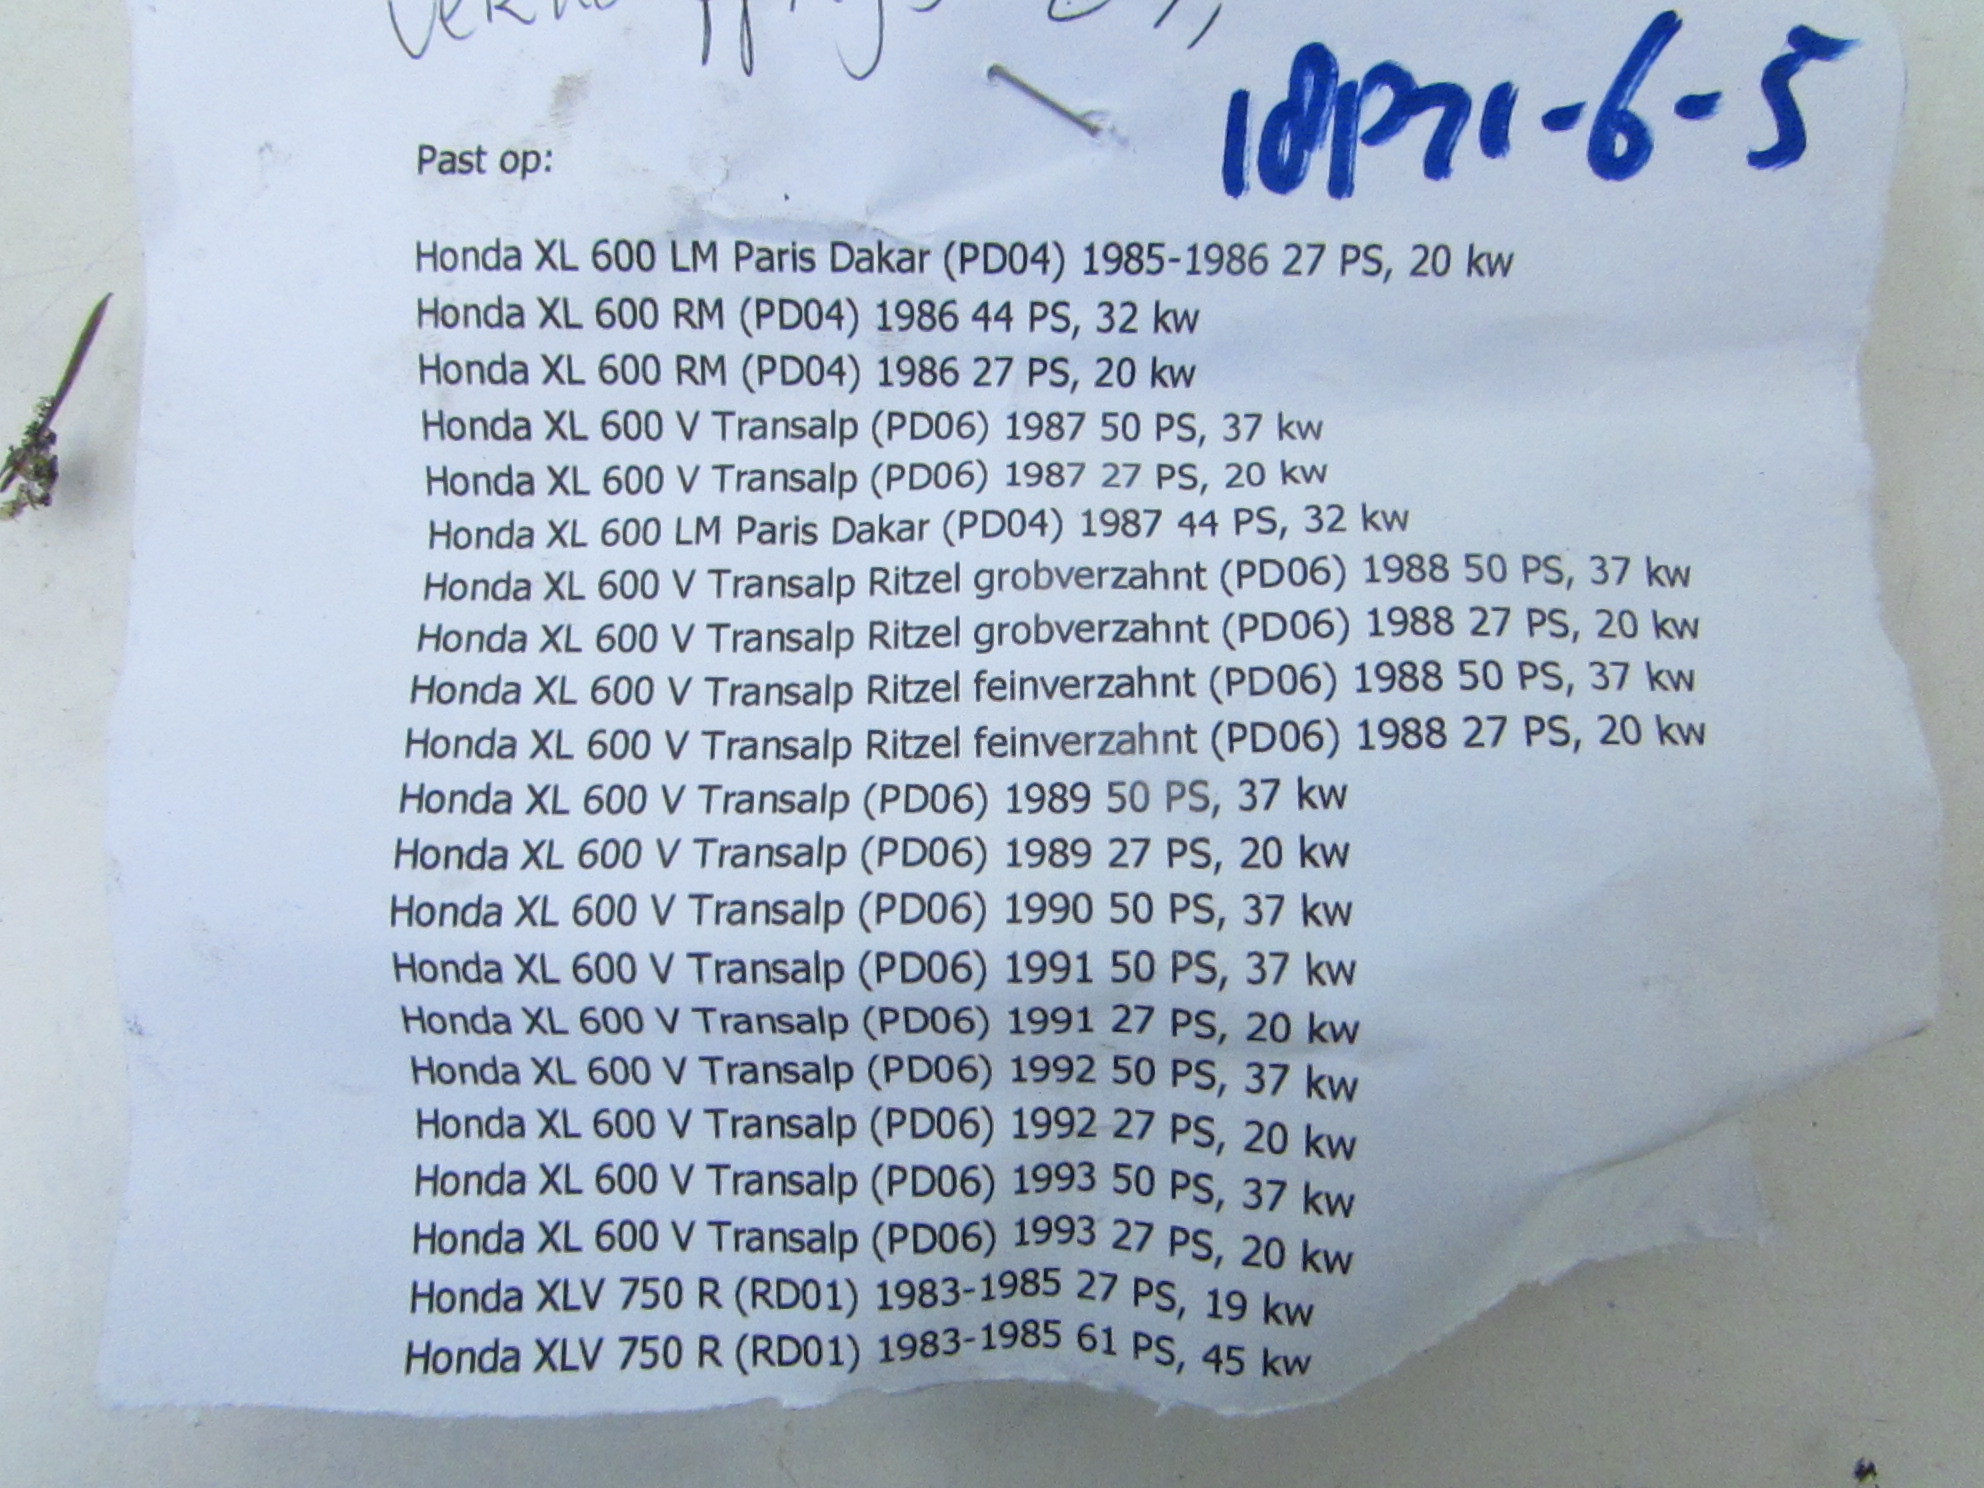 Past op:
Honda XL 600 LM Paris Dakar (PD04) 1985-1986 27 PS, 20 kw
Honda XL 600 RM (PD04) 1986 44 PS, 32 kw
Honda XL 600 RM (PD04) 1986 27 PS, 20 kw
Honda XL 600 V Transalp (PD06) 1987 50 PS, 37 kw
Honda XL 600 V Transalp (PD06) 1987 27 PS, 20 kw
Honda XL 600 LM Paris Dakar (PD04) 1987 44 PS, 32 kw
Honda XL 600 V Transalp Ritzel grobverzahnt (PD06) 1988 50 PS, 37 kw
Honda XL 600 V Transalp Ritzel grobverzahnt (PD06) 1988 27 PS, 20 kw
Honda XL 600 V Transalp Ritzel feinverzahnt (PD06) 1988 50 PS, 37 kw
Honda XL 600 V Transalp Ritzel feinverzahnt (PD06) 1988 27 PS, 20 kw
Honda XL 600 V Transalp (PD06) 1989 50 PS, 37 kw
Honda XL 600 V Transalp (PD06) 1989 27 PS, 20 kw
Honda XL 600 V Transalp (PD06) 1990 50 PS, 37 kw
Honda XL 600 V Transalp (PD06) 1991 50 PS, 37 kw
Honda XL 600 V Transalp (PD06) 1991 27 PS, 20 kw
Honda XL 600 V Transalp (PD06) 1992 50 PS, 37 kw
Honda XL 600 V Transalp (PD06) 1992 27 PS, 20 kw
Honda XL 600 V Transalp (PD06) 1993 50 PS, 37 kw
Honda XL 600 V Transalp (PD06) 1993 27 PS, 20 kw
Honda XLV 750 R (RD01) 1983-1985 27 PS, 19 kw
Honda XLV 750 R (RD01) 1983-1985 61 PS, 45 kw